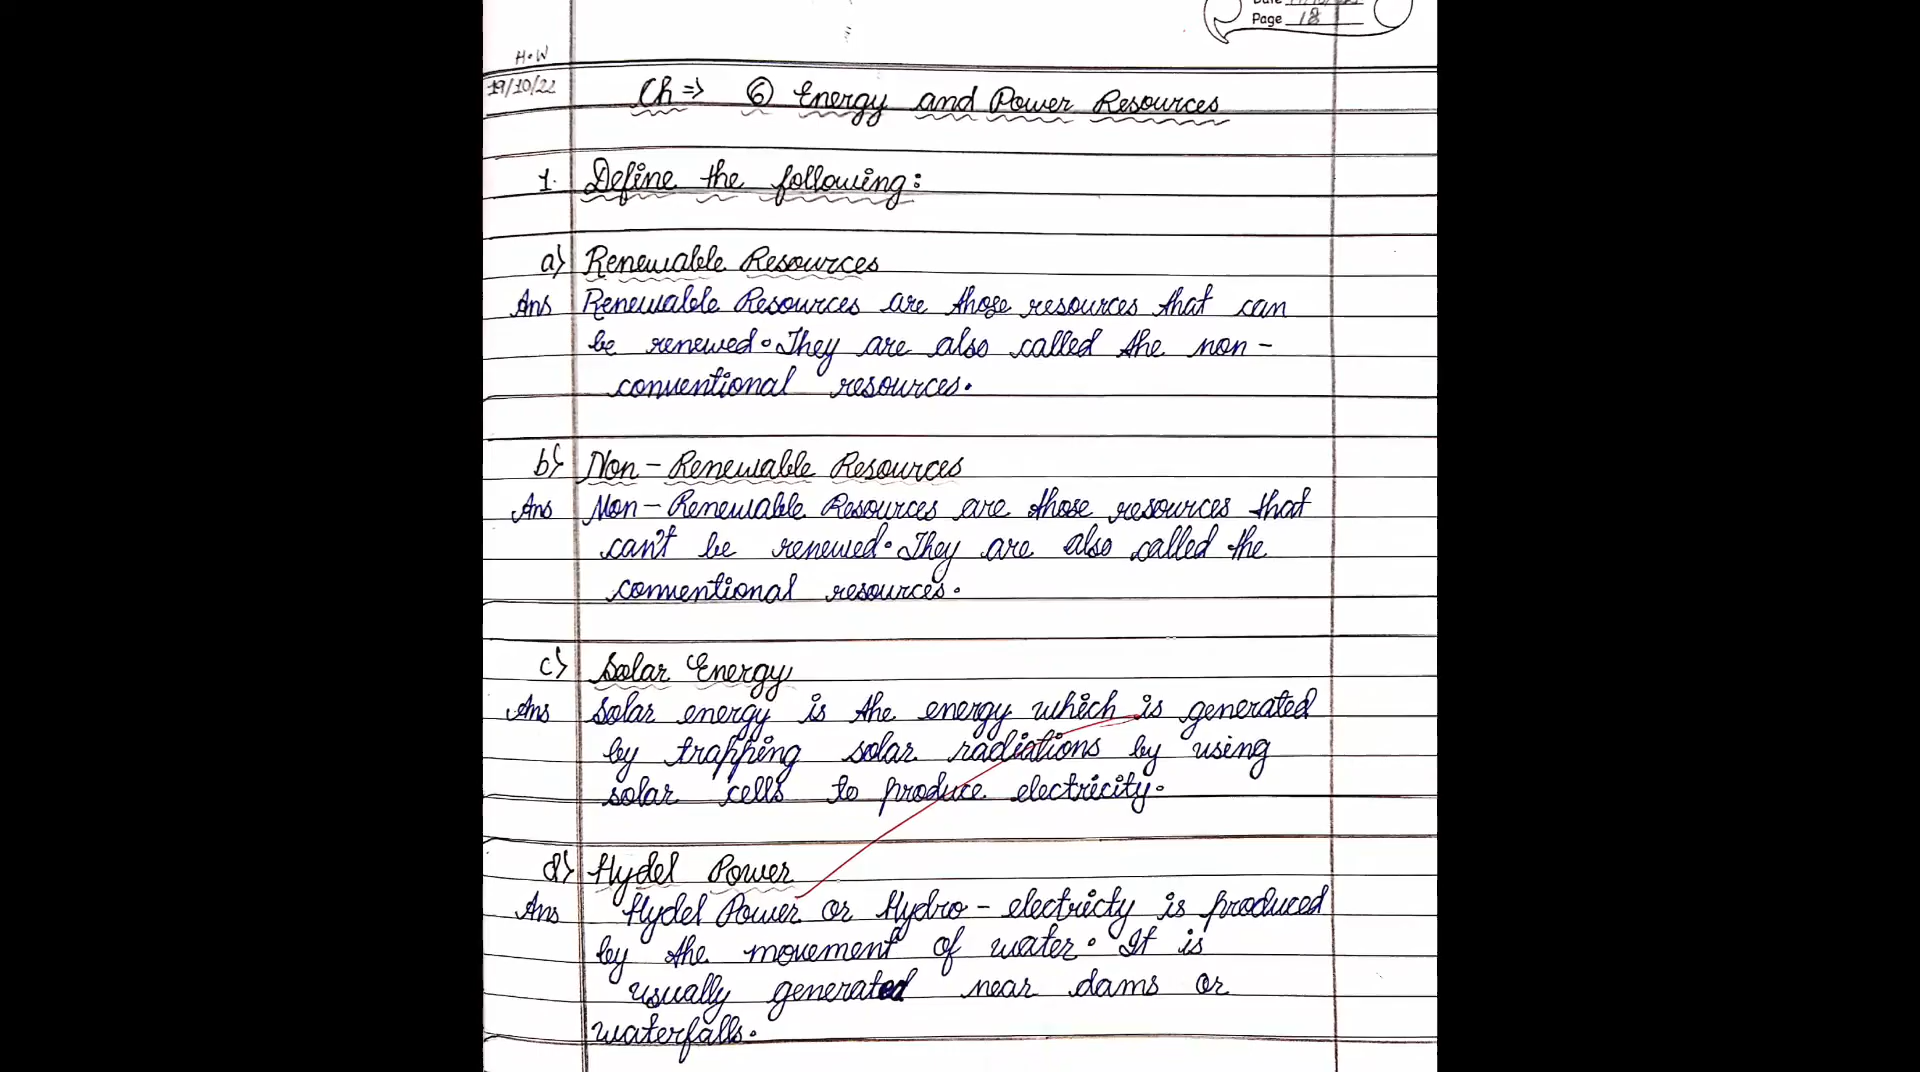 Page 18
H.W
19/10/22
Ch => 6 Energy and Power Resources
1. Define the following:
a) Renewable Resources
Ans Renewable Resources are those resources that can
be renewed. They are also called the non-
conventional resources.
b) Non-Renewable Resources
Ans Non-Renewable Resources are those resources that
can't be renewed. They are also called the
conventional resources.
c) Solar Energy
Ans Solar energy is the energy which is generated
by trapping solar radiations by using
solar cells to produce electricity.
d) Hydel Power
Ans Hydel Power or Hydro-electricty is produced
by the movement of water. It is
usually generated near dams or
waterfalls.